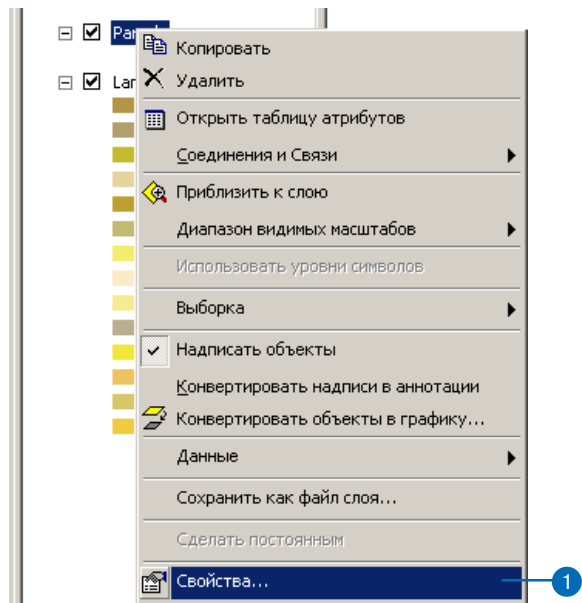 Копировать
Удалить
Открыть таблицу атрибутов
Соединения и Связи
Приблизить к слою
Диапазон видимых масштабов
Использовать уровни символов
Выборка
Надписать объекты
Конвертировать надписи в аннотации
Конвертировать объекты в графику...
Данные
Сохранить как файл слоя...
Сделать постоянным
Свойства...
1